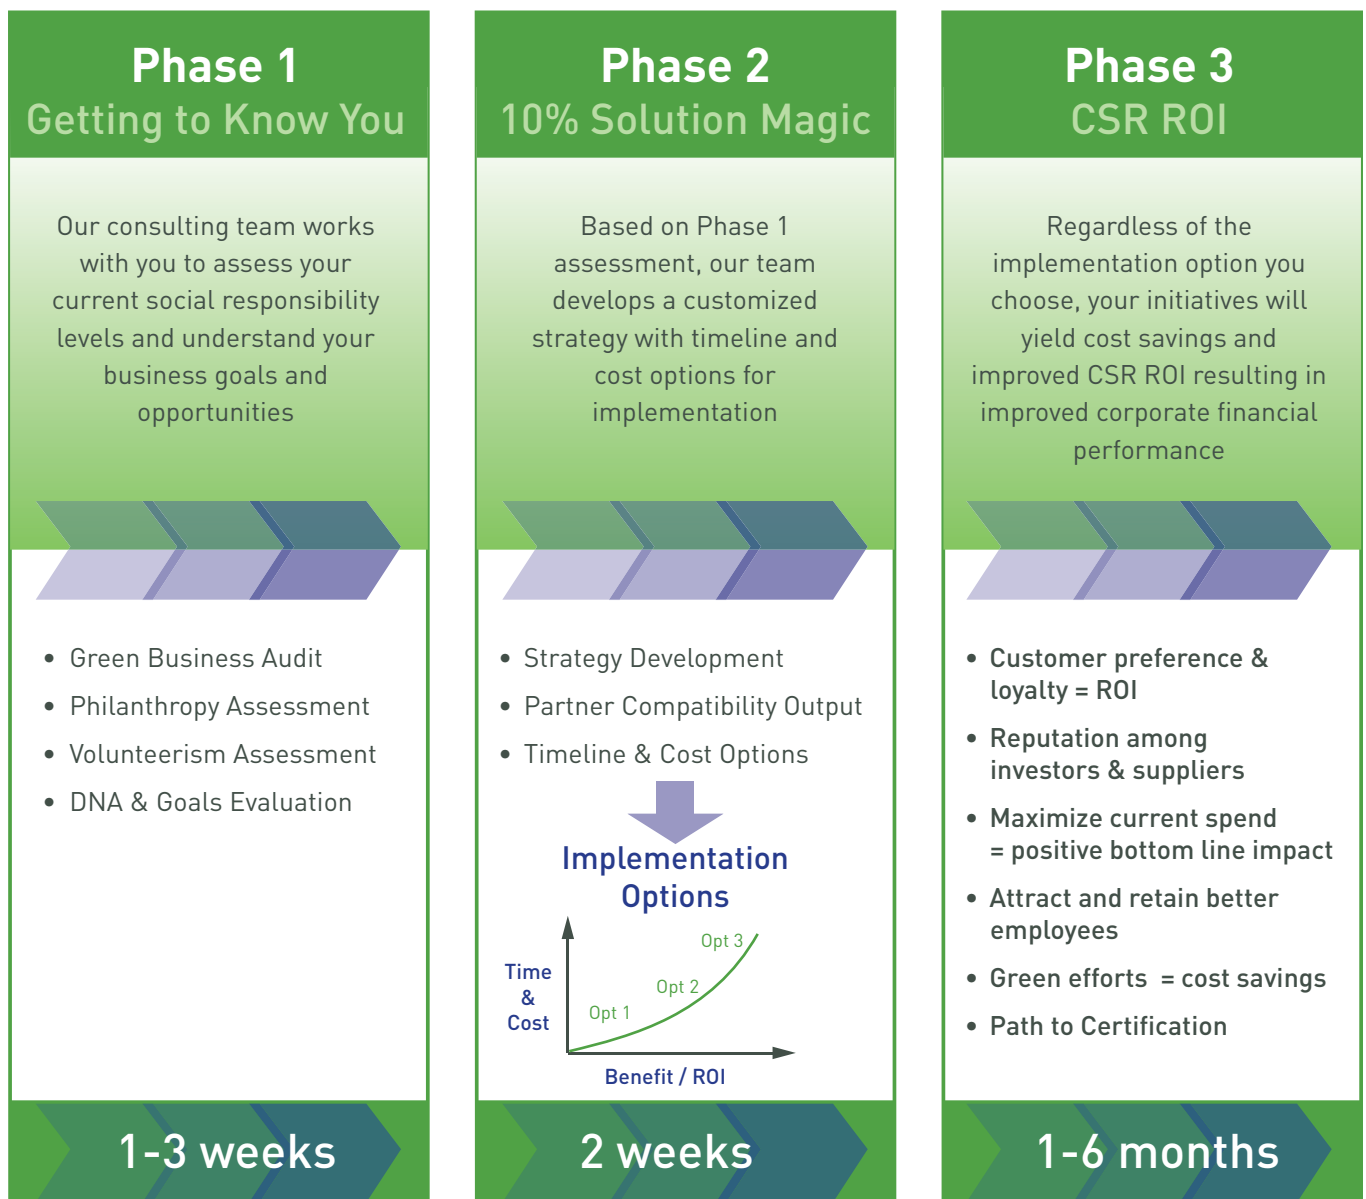 Phase 1
Getting to Know You
Our consulting team works
with you to assess your
current social responsibility
levels and understand your
business goals and
opportunities
• Green Business Audit
• Philanthropy Assessment
• Volunteerism Assessment
• DNA & Goals Evaluation
1-3 weeks
Phase 2
10% Solution Magic
Based on Phase 1
assessment, our team
develops a customized
strategy with timeline and
cost options for
implementation
• Strategy Development
• Partner Compatibility Output
• Timeline & Cost Options
Implementation
Options
Time
&
Cost
Opt 1
Opt 2
Opt 3
Benefit / ROI
2 weeks
Phase 3
CSR ROI
Regardless of the
implementation option you
choose, your initiatives will
yield cost savings and
improved CSR ROI resulting in
improved corporate financial
performance
• Customer preference &
loyalty = ROI
• Reputation among
investors & suppliers
• Maximize current spend
= positive bottom line impact
• Attract and retain better
employees
• Green efforts = cost savings
• Path to Certification
1-6 months